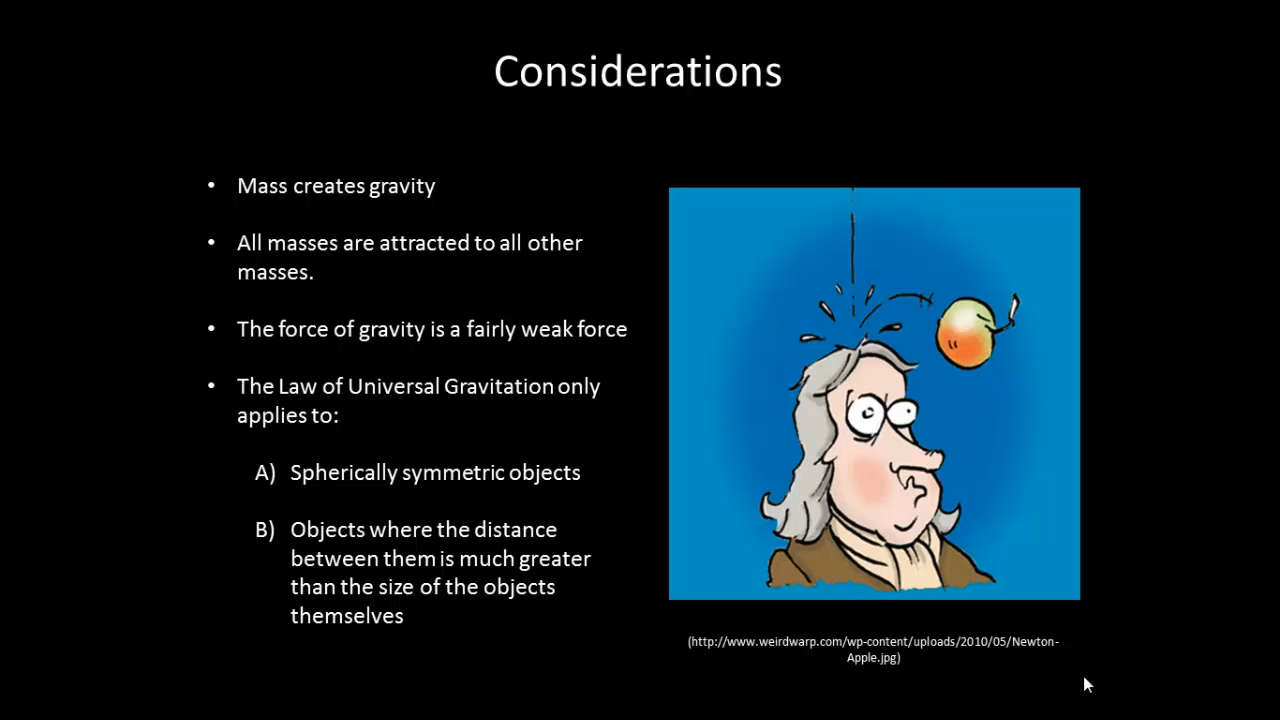 Considerations
• Mass creates gravity
• All masses are attracted to all other
masses.
• The force of gravity is a fairly weak force
• The Law of Universal Gravitation only
applies to:
A) Spherically symmetric objects
B) Objects where the distance
between them is much greater
than the size of the objects
themselves
(http://www.weirdwarp.com/wp-content/uploads/2010/05/Newton-
Apple.jpg)